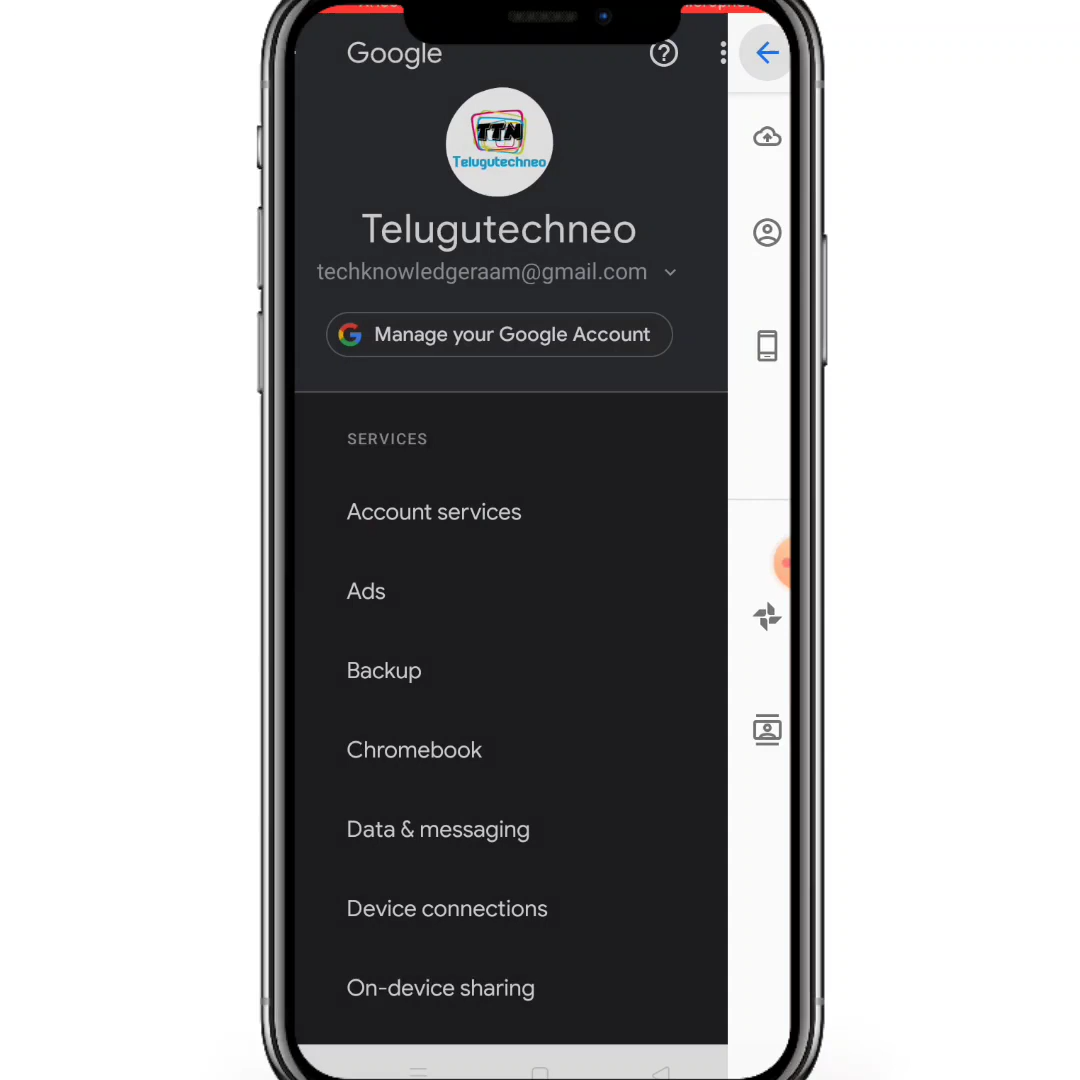 Google
TTN
Telugutechneo
Telugutechneo
techknowledgeraam@gmail.com
Manage your Google Account
SERVICES
Account services
Ads
Backup
Chromebook
Data & messaging
Device connections
On-device sharing